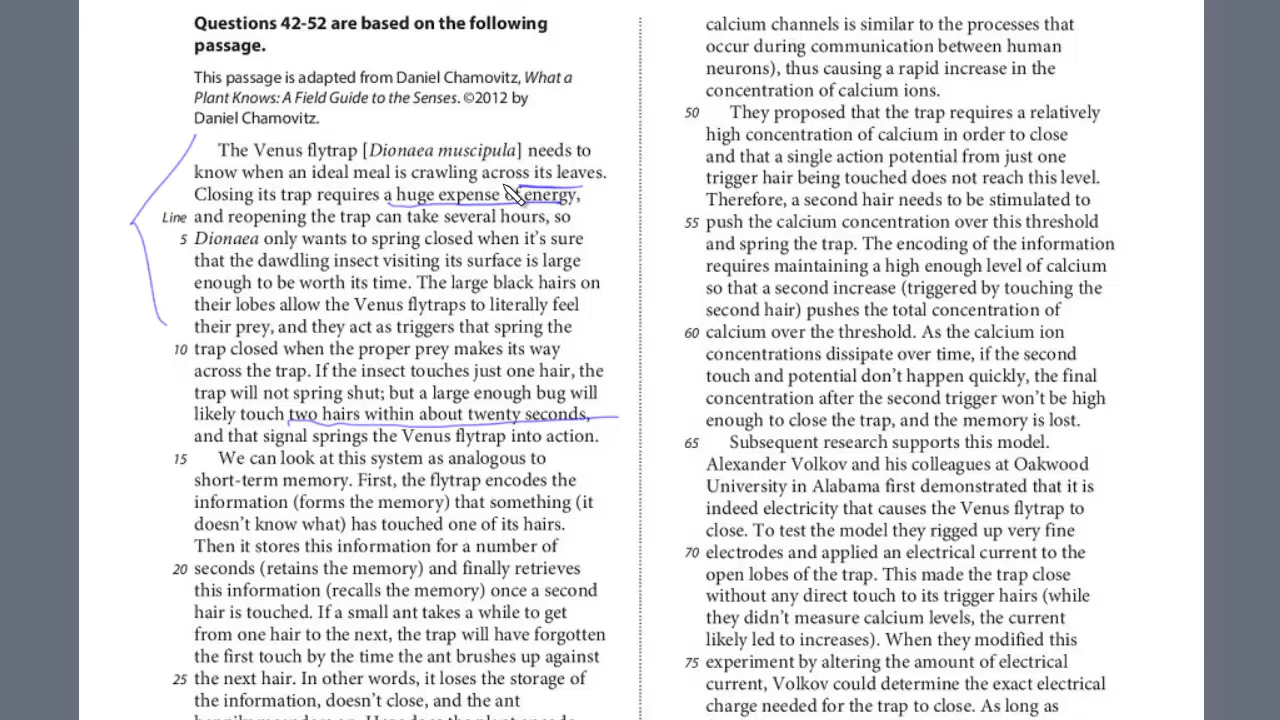 Questions 42-52 are based on the following
passage.
This passage is adapted from Daniel Chamovitz, What a
Plant Knows: A Field Guide to the Senses. ©2012 by
Daniel Chamovitz.
The Venus flytrap [Dionaea muscipula] needs to
know when an ideal meal is crawling across its leaves.
Closing its trap requires a huge expense of energy,
Line and reopening the trap can take several hours, so
5 Dionaea only wants to spring closed when it’s sure
that the dawdling insect visiting its surface is large
enough to be worth its time. The large black hairs on
their lobes allow the Venus flytraps to literally feel
their prey, and they act as triggers that spring the
10 trap closed when the proper prey makes its way
across the trap. If the insect touches just one hair, the
trap will not spring shut; but a large enough bug will
likely touch two hairs within about twenty seconds,
and that signal springs the Venus flytrap into action.
15 We can look at this system as analogous to
short-term memory. First, the flytrap encodes the
information (forms the memory) that something (it
doesn’t know what) has touched one of its hairs.
Then it stores this information for a number of
20 seconds (retains the memory) and finally retrieves
this information (recalls the memory) once a second
hair is touched. If a small ant takes a while to get
from one hair to the next, the trap will have forgotten
the first touch by the time the ant brushes up against
25 the next hair. In other words, it loses the storage of
the information, doesn’t close, and the ant
calcium channels is similar to the processes that
occur during communication between human
neurons), thus causing a rapid increase in the
concentration of calcium ions.
50 They proposed that the trap requires a relatively
high concentration of calcium in order to close
and that a single action potential from just one
trigger hair being touched does not reach this level.
Therefore, a second hair needs to be stimulated to
55 push the calcium concentration over this threshold
and spring the trap. The encoding of the information
requires maintaining a high enough level of calcium
so that a second increase (triggered by touching the
second hair) pushes the total concentration of
60 calcium over the threshold. As the calcium ion
concentrations dissipate over time, if the second
touch and potential don’t happen quickly, the final
concentration after the second trigger won’t be high
enough to close the trap, and the memory is lost.
65 Subsequent research supports this model.
Alexander Volkov and his colleagues at Oakwood
University in Alabama first demonstrated that it is
indeed electricity that causes the Venus flytrap to
close. To test the model they rigged up very fine
70 electrodes and applied an electrical current to the
open lobes of the trap. This made the trap close
without any direct touch to its trigger hairs (while
they didn’t measure calcium levels, the current
likely led to increases). When they modified this
75 experiment by altering the amount of electrical
current, Volkov could determine the exact electrical
charge needed for the trap to close. As long as